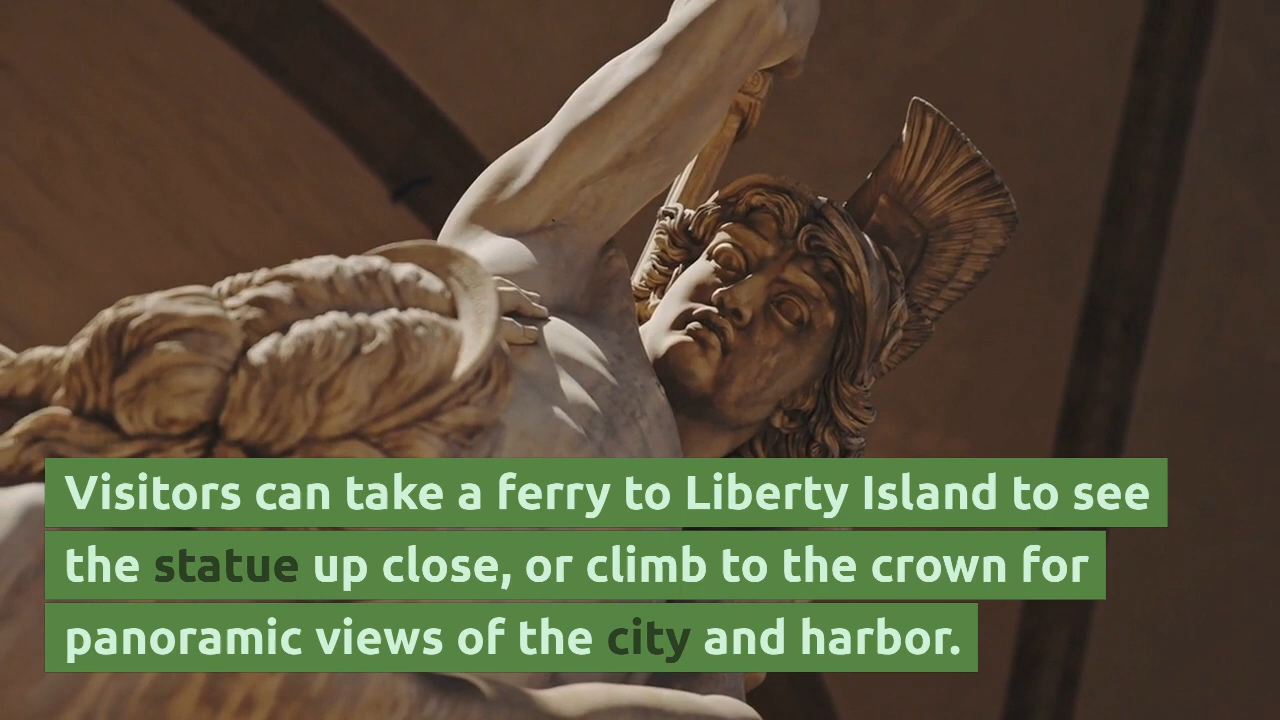 Visitors can take a ferry to Liberty Island to see
the statue up close, or climb to the crown for
panoramic views of the city and harbor.